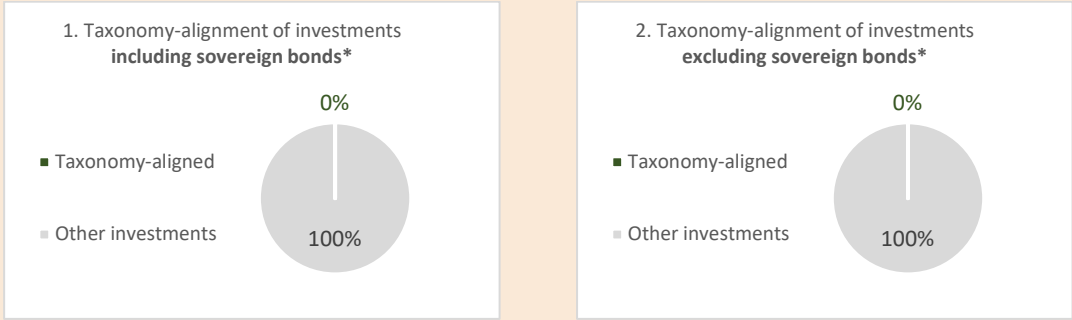 1. Taxonomy-alignment of investments
including sovereign bonds*
0%
Taxonomy-aligned
Other investments
100%
2. Taxonomy-alignment of investments
excluding sovereign bonds*
0%
Taxonomy-aligned
Other investments
100%